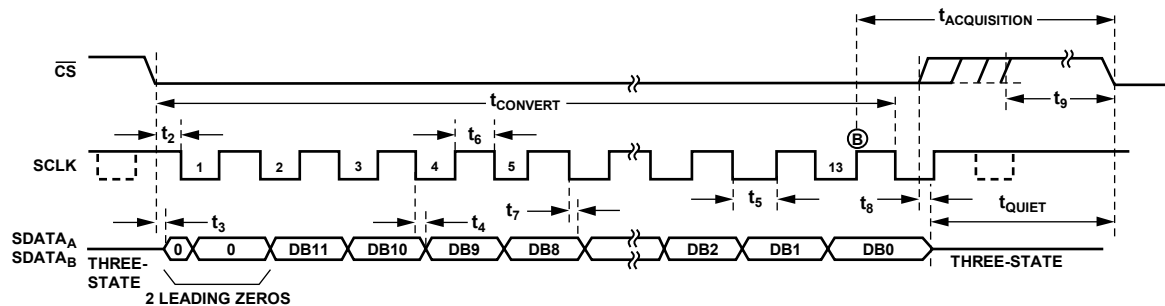 tACQUISITION
CS
tCONVERT
t9
t2
t6
B
SCLK
1 2 3 4 5 13
t3 t4 t7 t5 t8 tQUIET
SDATAA
SDATAB
0 0 DB11 DB10 DB9 DB8 DB2 DB1 DB0
THREE-
STATE
THREE-STATE
2 LEADING ZEROS